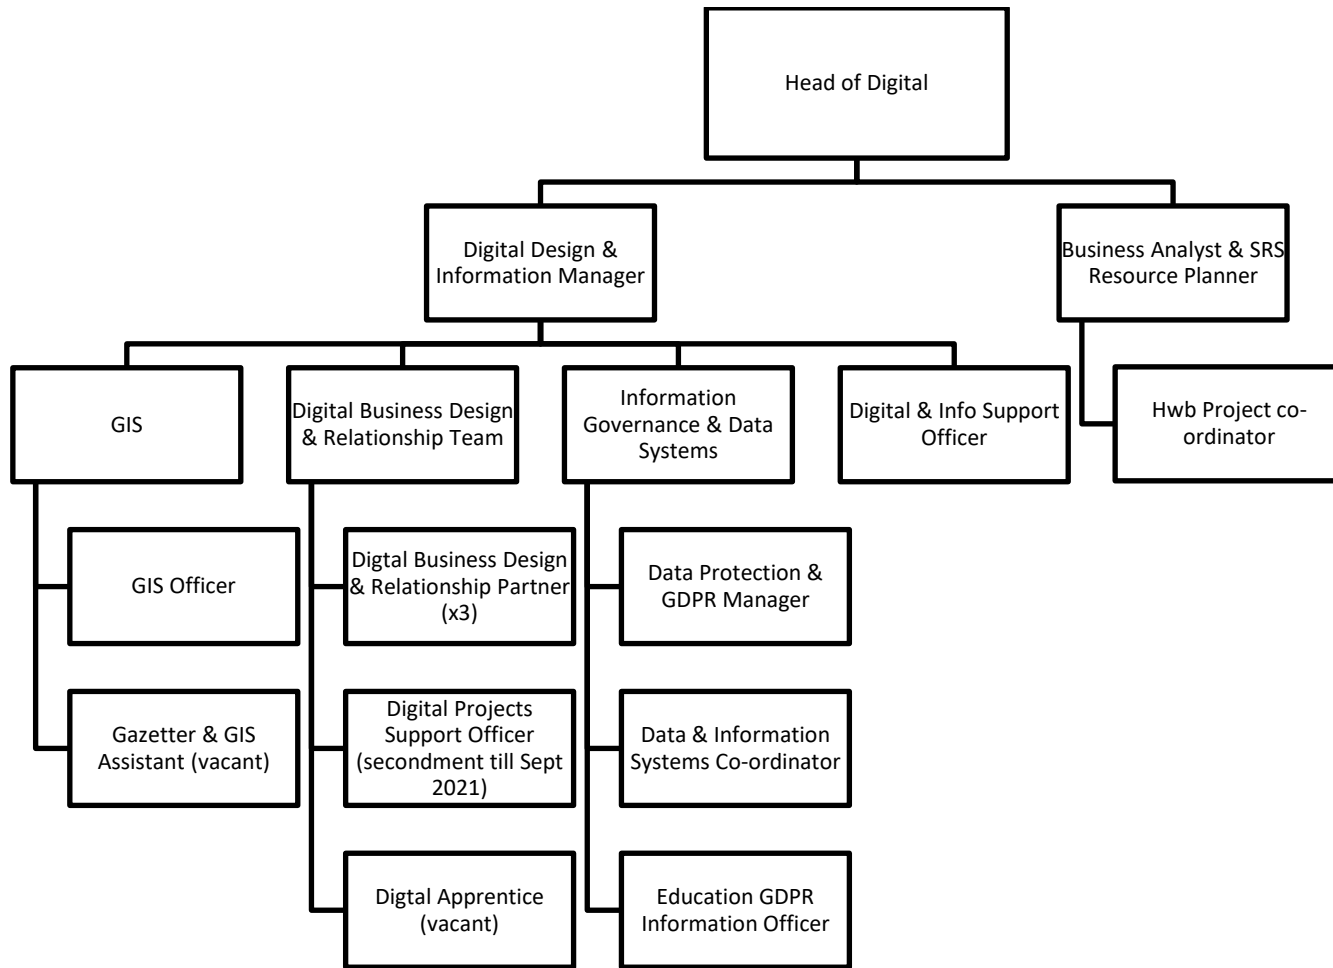 Head of Digital
Digital Design &
Information Manager
Business Analyst & SRS
Resource Planner
GIS
Digital Business Design
& Relationship Team
Information
Governance & Data
Systems
Digital & Info Support
Officer
Hwb Project co-
ordinator
GIS Officer
Digtal Business Design
& Relationship Partner
(x3)
Data Protection &
GDPR Manager
Gazetter & GIS
Assistant (vacant)
Digital Projects
Support Officer
(secondment till Sept
2021)
Data & Information
Systems Co-ordinator
Digtal Apprentice
(vacant)
Education GDPR
Information Officer